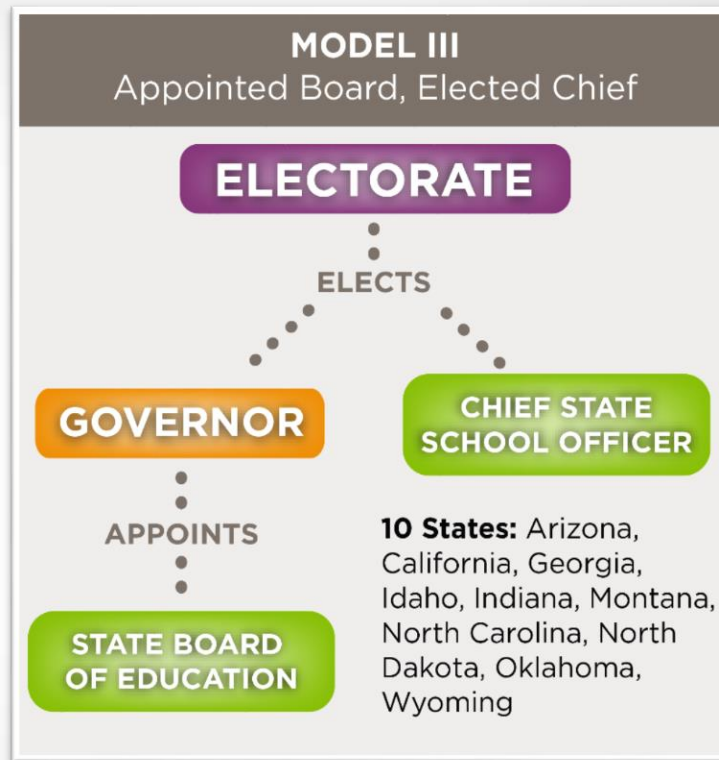 MODEL III
Appointed Board, Elected Chief
ELECTORATE
ELECTS
GOVERNOR
CHIEF STATE
SCHOOL OFFICER
APPOINTS
STATE BOARD
OF EDUCATION
10 States: Arizona,
California, Georgia,
Idaho, Indiana, Montana,
North Carolina, North
Dakota, Oklahoma,
Wyoming